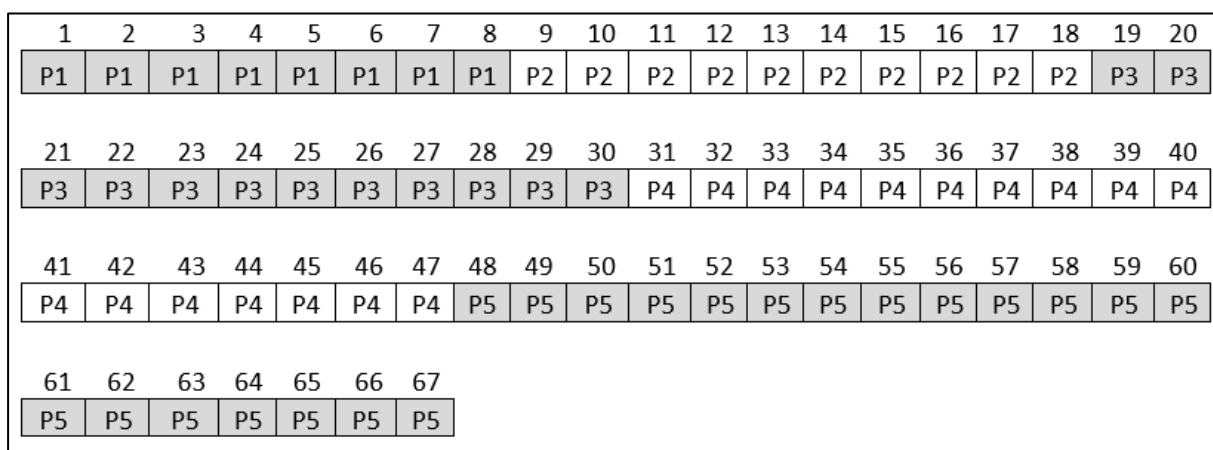 1 2 3 4 5 6 7 8 9 10 11 12 13 14 15 16 17 18 19 20
P1 P1 P1 P1 P1 P1 P1 P1 P2 P2 P2 P2 P2 P2 P2 P2 P2 P2 P3 P3
21 22 23 24 25 26 27 28 29 30 31 32 33 34 35 36 37 38 39 40
P3 P3 P3 P3 P3 P3 P3 P3 P3 P3 P4 P4 P4 P4 P4 P4 P4 P4 P4 P4
41 42 43 44 45 46 47 48 49 50 51 52 53 54 55 56 57 58 59 60
P4 P4 P4 P4 P4 P4 P4 P5 P5 P5 P5 P5 P5 P5 P5 P5 P5 P5 P5 P5
61 62 63 64 65 66 67
P5 P5 P5 P5 P5 P5 P5